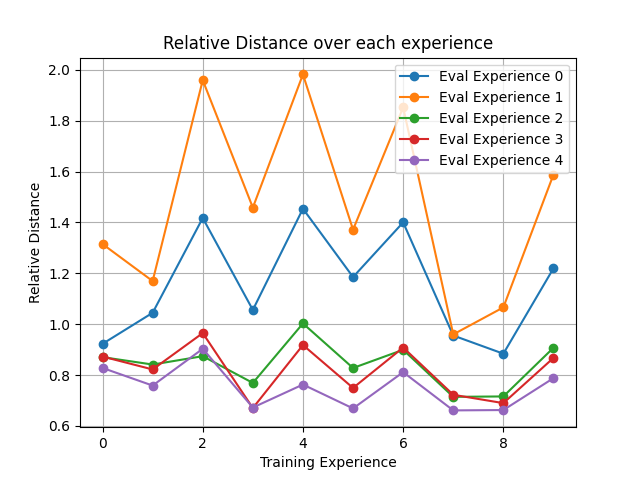 Relative Distance over each experience
Eval Experience 0
Eval Experience 1
Eval Experience 2
Eval Experience 3
Eval Experience 4
2.0
1.8
1.6
1.4
1.2
1.0
0.8
0.6
Relative Distance
0 2 4 6 8
Training Experience